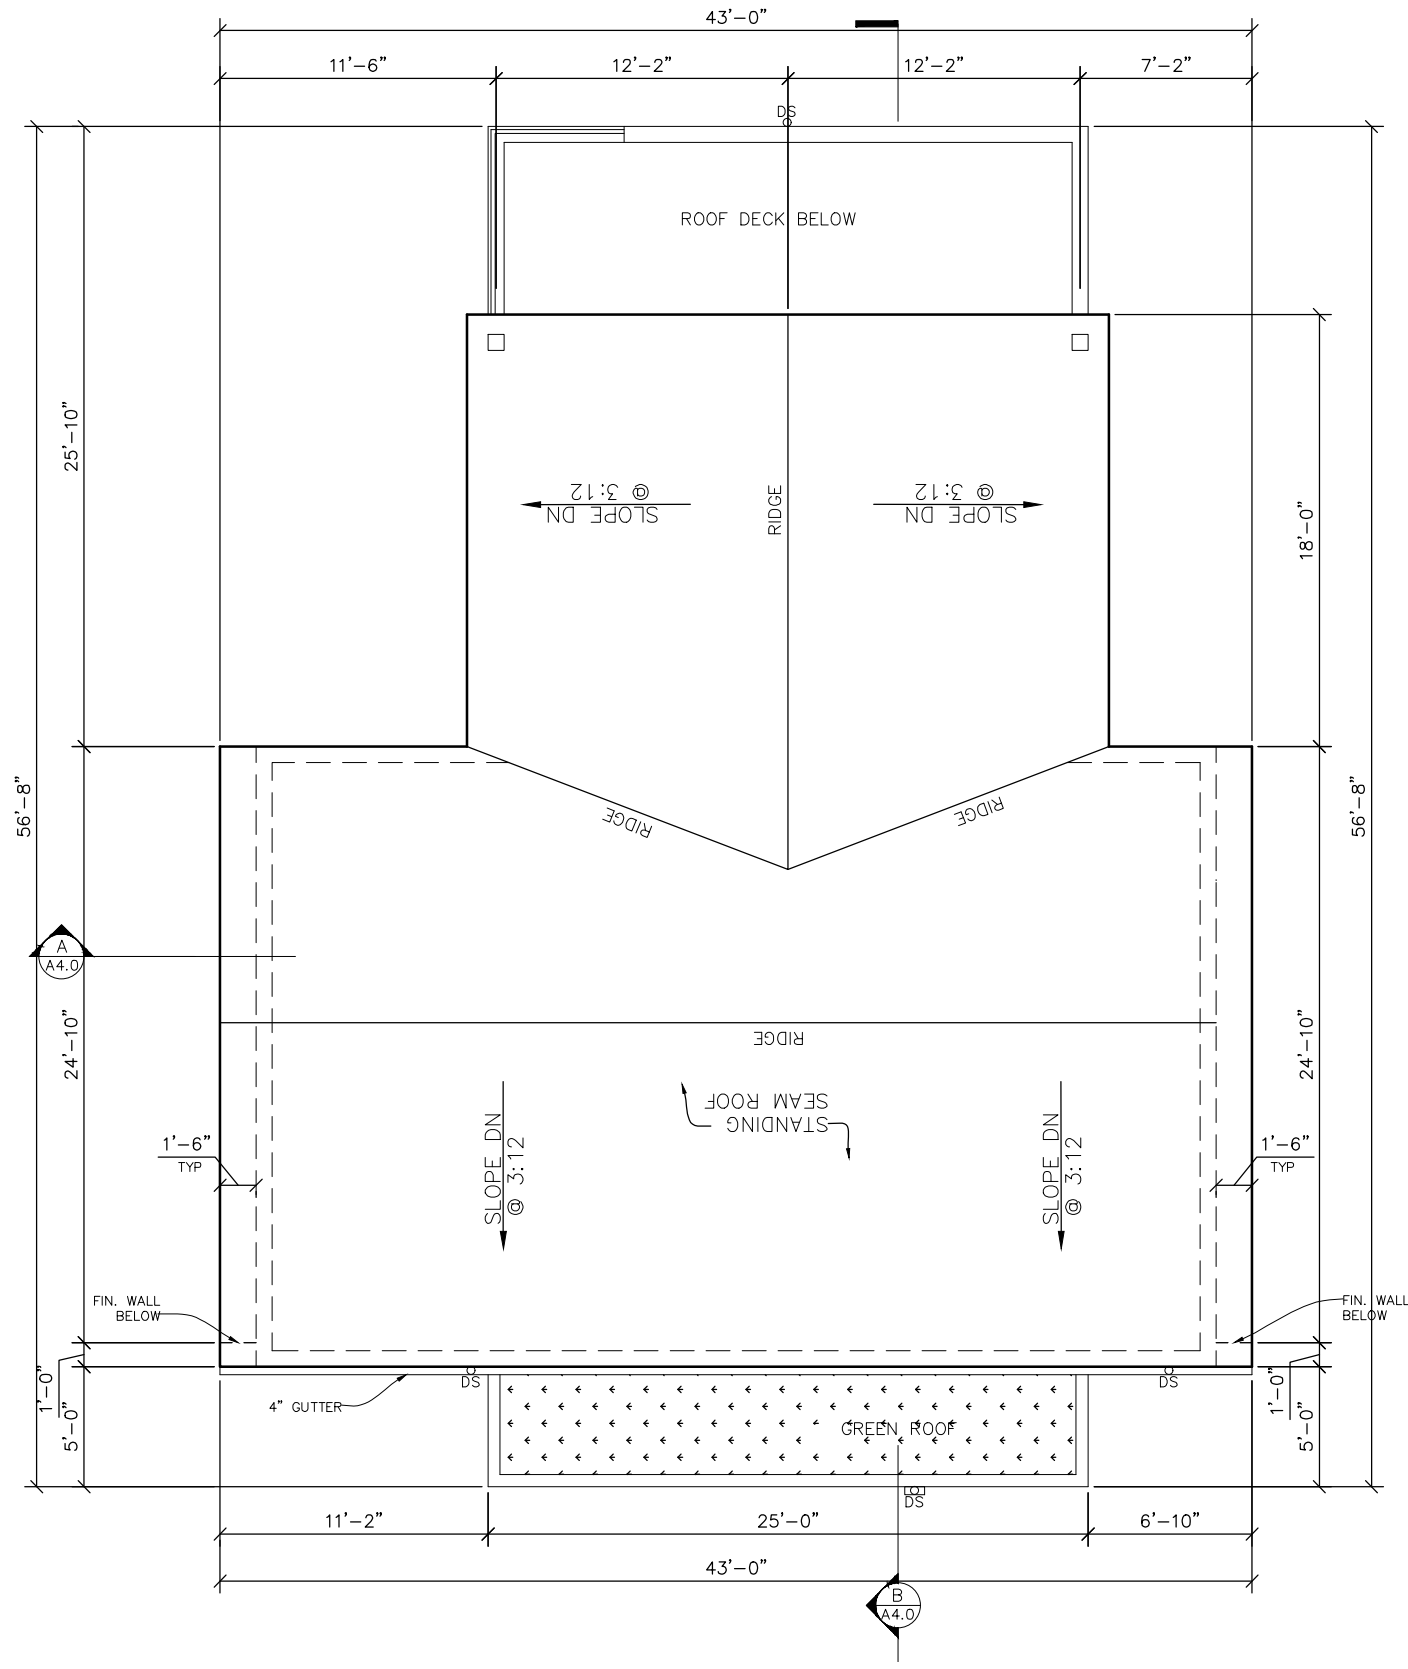 43'-0"
11'-6" 12'-2" 12'-2" 7'-2"
DS
ROOF DECK BELOW
25'-10"
SLOPE DN
@ 3:12
RIDGE
SLOPE DN
@ 3:12
18'-0"
56'-8"
RIDGE
RIDGE
56'-8"
A
A4.0
24'-10"
RIDGE
24'-10"
STANDING
SEAM ROOF
1'-6"
TYP
SLOPE DN
@ 3:12
SLOPE DN
@ 3:12
1'-6"
TYP
FIN. WALL
BELOW
FIN. WALL
BELOW
1'-0"
5'-0"
4" GUTTER
DS
DS
GREEN ROOF
1'-0"
5'-0"
DS
11'-2" 25'-0" 6'-10"
43'-0"
B
A4.0